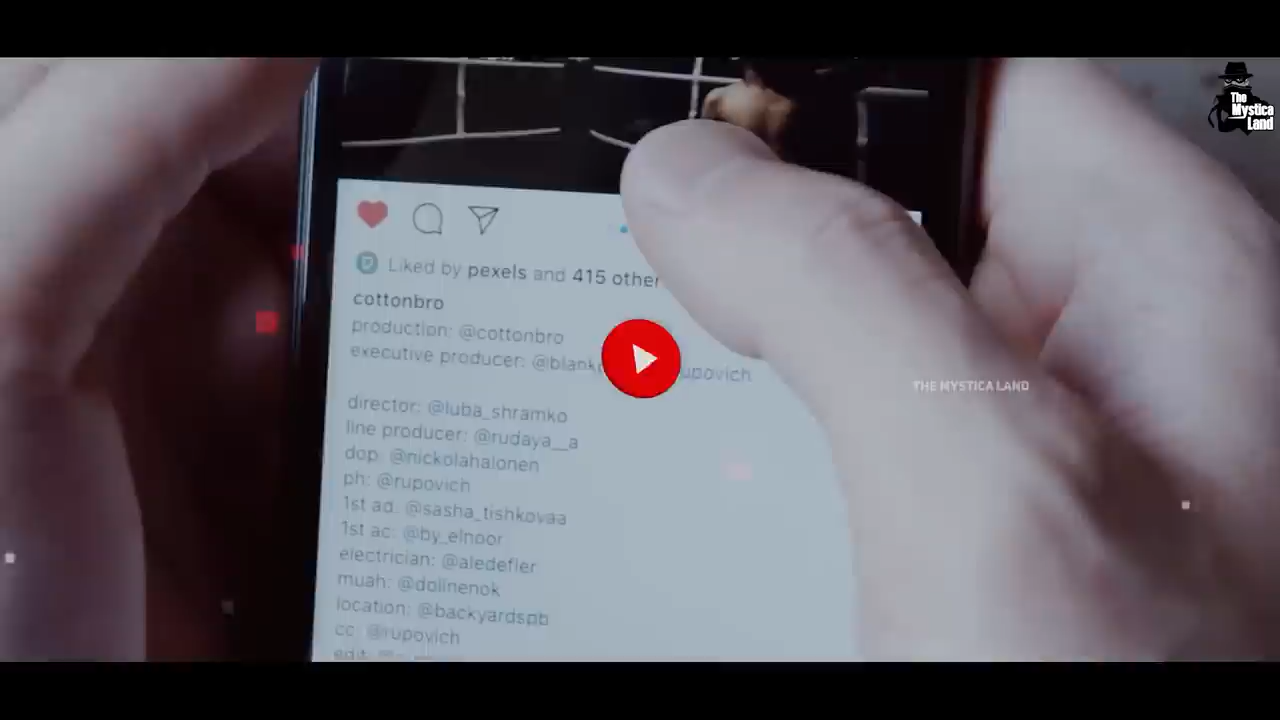 The
Mystica
Land
Liked by pexels and 415 other
cottonbro
production: @cottonbro
executive producer: @blank upovich
THE MYSTICA LAND
director: @luba_shramko
line producer: @rudaya__a
dop: @nickolahalonen
ph: @rupovich
1st ad: @sasha_tishkovaa
1st ac: @by_elnoor
electrician: @aledefler
muah: @dolinenok
location: @backyardspb
cc: @rupovich
edit: